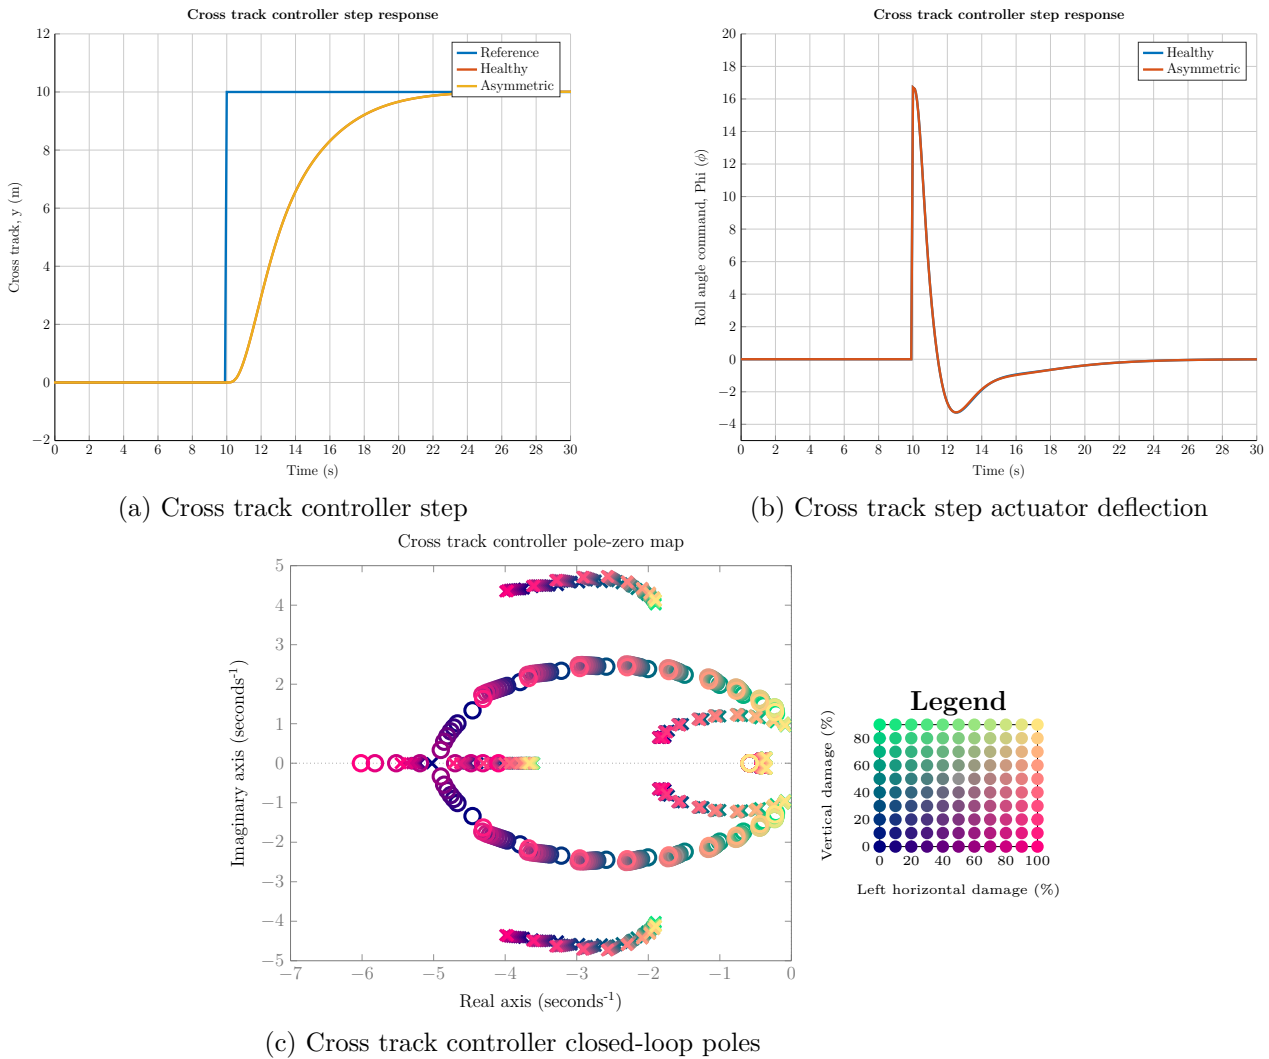 Cross track controller step response
12
10
8
6
4
2
0
−2
0 2 4 6 8 10 12 14 16 18 20 22 24 26 28 30
Cross track, y (m)
Time (s)
Reference
Healthy
Asymmetric
(a) Cross track controller step
Cross track controller step response
20
18
16
14
12
10
8
6
4
2
0
−2
−4
0 2 4 6 8 10 12 14 16 18 20 22 24 26 28 30
Roll angle command, Phi (ϕ)
Time (s)
Healthy
Asymmetric
(b) Cross track step actuator deflection
Cross track controller pole-zero map
5
4
3
2
1
0
−1
−2
−3
−4
−5
−7 −6 −5 −4 −3 −2 −1 0
Imaginary axis (seconds-1)
Real axis (seconds-1)
Legend
80
60
40
20
0
0 20 40 60 80 100
Vertical damage (%)
Left horizontal damage (%)
(c) Cross track controller closed-loop poles